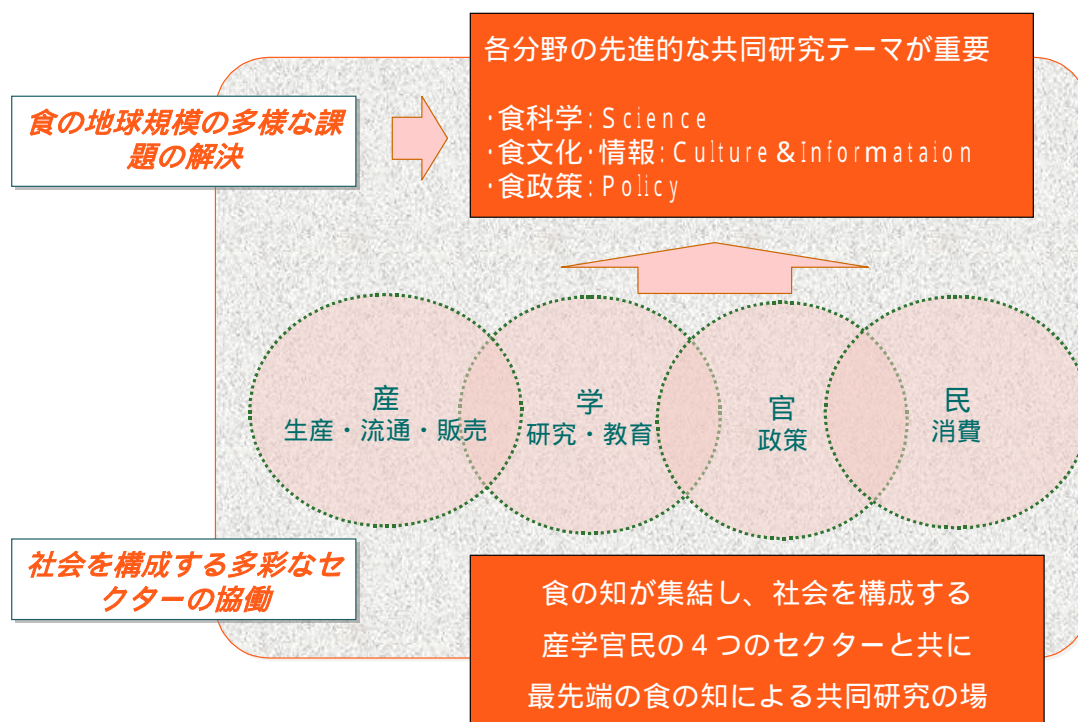 各分野の先進的な共同研究テーマが重要
食の地球規模の多様な課
題の解決
・食科学：Science
・食文化・情報：Culture＆Informataion
・食政策：Policy
産
生産・流通・販売
学
研究・教育
官
政策
民
消費
社会を構成する多彩なセ
クターの協働
食の知が集結し、社会を構成する
産学官民の４つのセクターと共に
最先端の食の知による共同研究の場